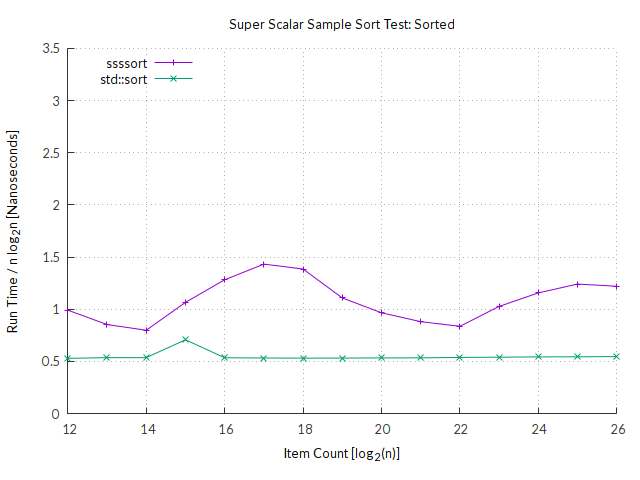 Super Scalar Sample Sort Test: Sorted
ssssort
std::sort
3.5
3
2.5
2
1.5
1
0.5
0
12 14 16 18 20 22 24 26
Run Time / n log₂n [Nanoseconds]
Item Count [log₂(n)]